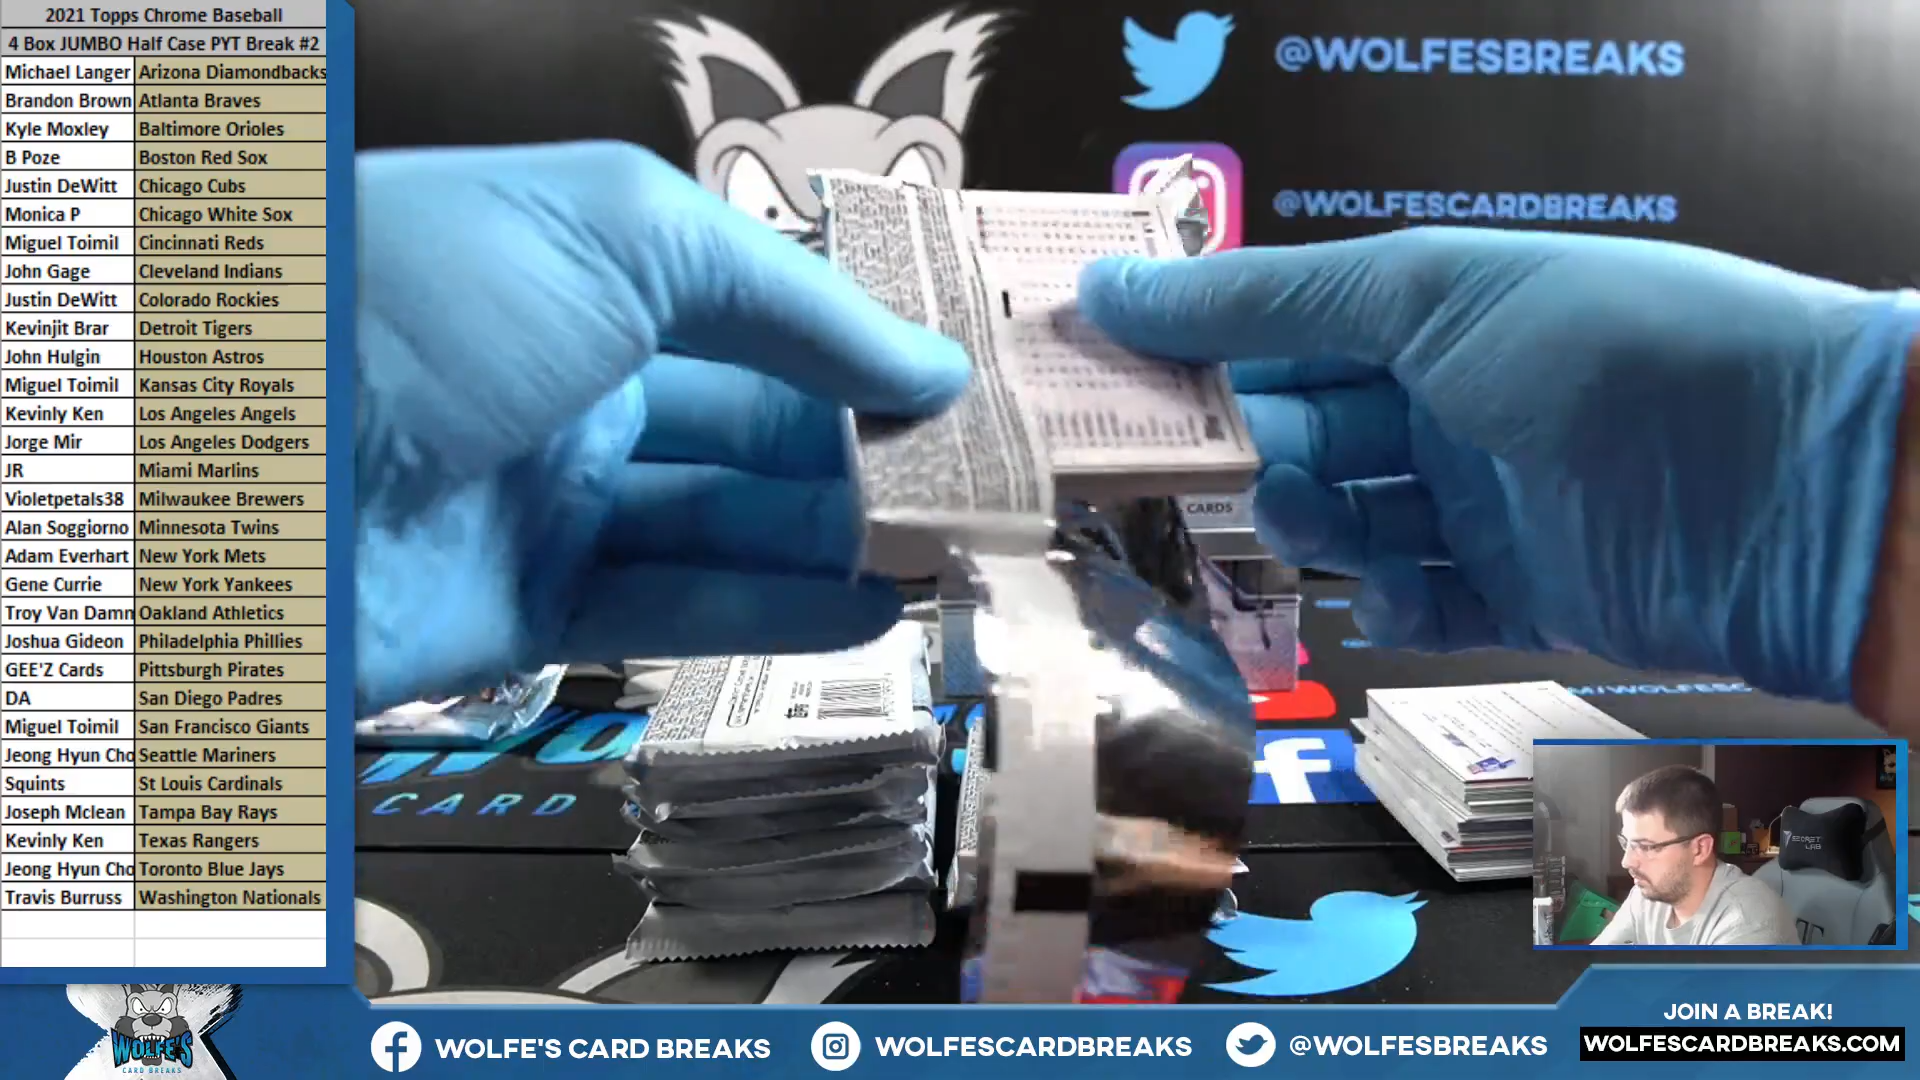 2021 Topps Chrome Baseball
4 Box JUMBO Half Case PYT Break #2
Michael Langer Arizona Diamondbacks
Brandon Brown Atlanta Braves
Kyle Moxley Baltimore Orioles
B Poze Boston Red Sox
Justin DeWitt Chicago Cubs
Monica P Chicago White Sox
Miguel Toimil Cincinnati Reds
John Gage Cleveland Indians
Justin DeWitt Colorado Rockies
Kevinjit Brar Detroit Tigers
John Hulgin Houston Astros
Miguel Toimil Kansas City Royals
Kevinly Ken Los Angeles Angels
Jorge Mir Los Angeles Dodgers
JR Miami Marlins
Violetpetals38 Milwaukee Brewers
Alan Soggiorno Minnesota Twins
Adam Everhart New York Mets
Gene Currie New York Yankees
Troy Van Damn Oakland Athletics
Joshua Gideon Philadelphia Phillies
GEE'Z Cards Pittsburgh Pirates
DA San Diego Padres
Miguel Toimil San Francisco Giants
Jeong Hyun Cho Seattle Mariners
Squints St Louis Cardinals
Joseph Mclean Tampa Bay Rays
Kevinly Ken Texas Rangers
Jeong Hyun Cho Toronto Blue Jays
Travis Burruss Washington Nationals
@WOLFESBREAKS
@WOLFESCARDBREAKS
CARDS
CARD
SECRET
LAB
WOLFE'S
CARD BREAKS
WOLFE'S CARD BREAKS
WOLFESCARDBREAKS
@WOLFESBREAKS
JOIN A BREAK!
WOLFESCARDBREAKS.COM